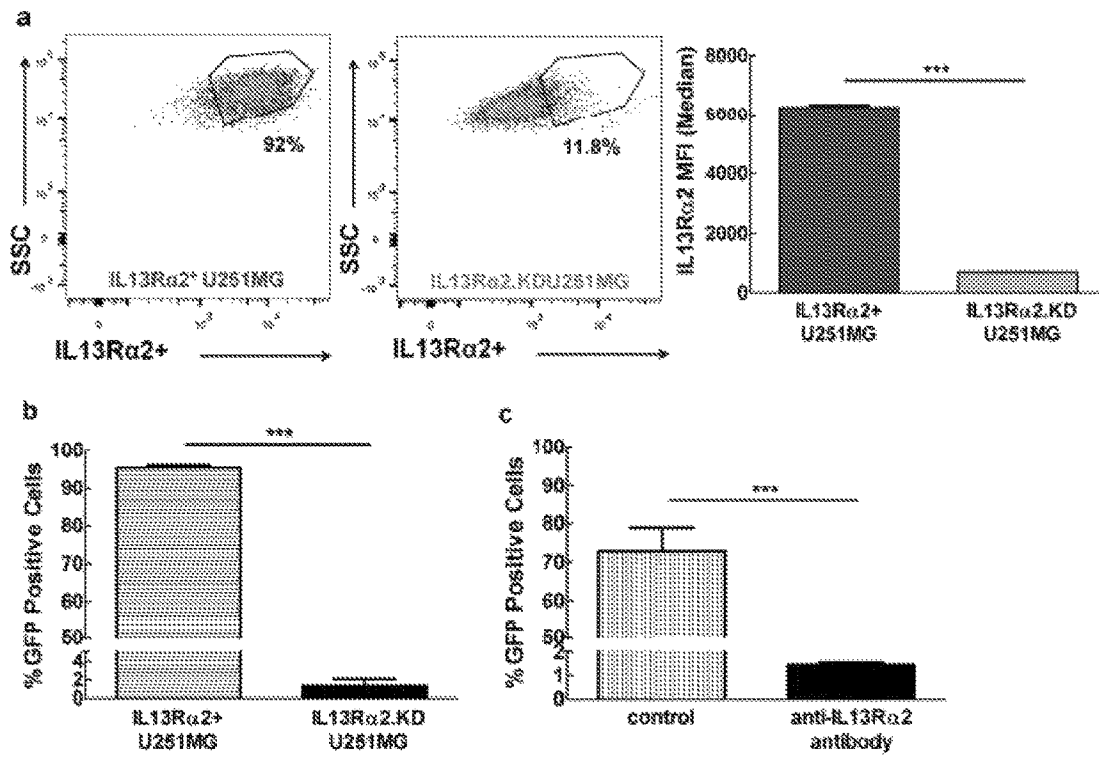 a
SSC
92%
IL13Rα2+ U251MG
0
IL13Rα2+
SSC
11.8%
IL13Rα2.KDU251MG
0
IL13Rα2+
IL13Rα2 MFI (Median)
8000
6000
4000
2000
0
***
IL13Rα2+
U251MG
IL13Rα2.KD
U251MG
b
% GFP Positive Cells
100
90
80
70
60
50
4
2
0
***
IL13Rα2+
U251MG
IL13Rα2.KD
U251MG
c
% GFP Positive Cells
100
90
80
70
60
50
2
1
0
***
control
anti-IL13Rα2
antibody